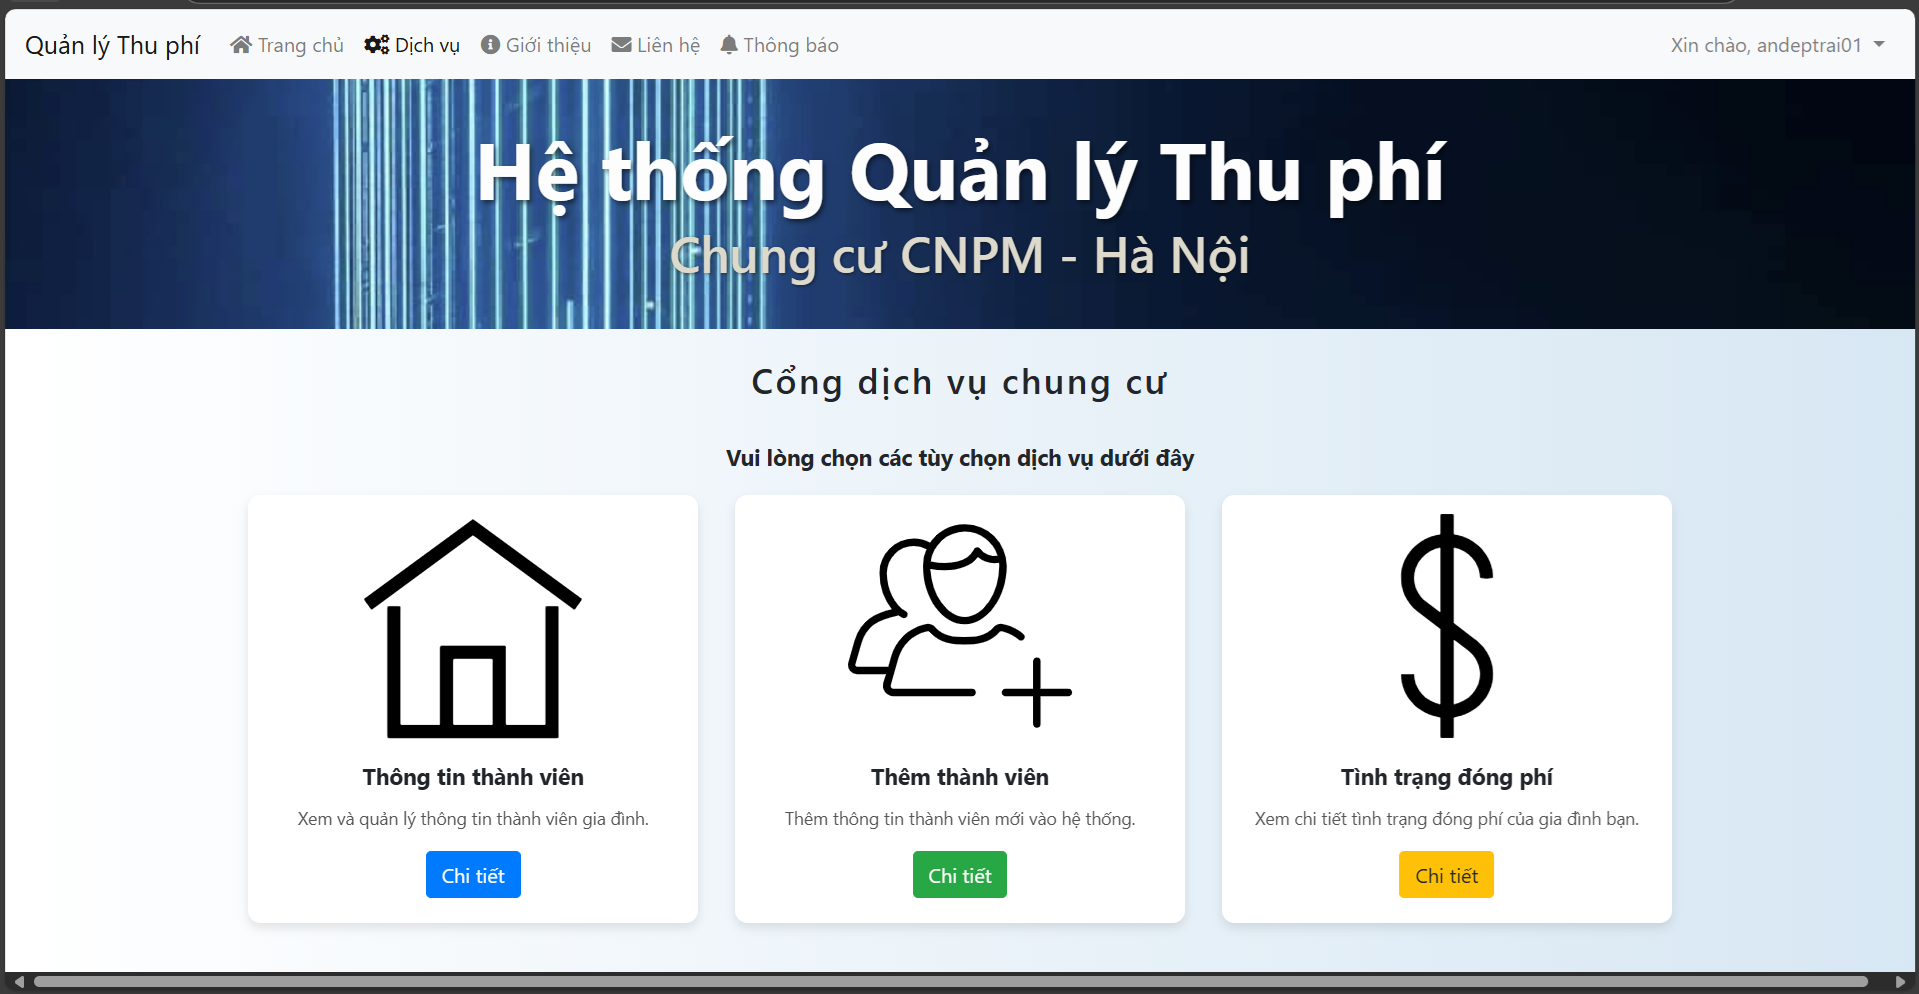 Quản lý Thu phí Trang chủ Dịch vụ Giới thiệu Liên hệ Thông báo Xin chào, andeptrai01
Hệ thống Quản lý Thu phí
Chung cư CNPM - Hà Nội
Cổng dịch vụ chung cư
Vui lòng chọn các tùy chọn dịch vụ dưới đây
Thông tin thành viên
Xem và quản lý thông tin thành viên gia đình.
Chi tiết
Thêm thành viên
Thêm thông tin thành viên mới vào hệ thống.
Chi tiết
Tình trạng đóng phí
Xem chi tiết tình trạng đóng phí của gia đình bạn.
Chi tiết